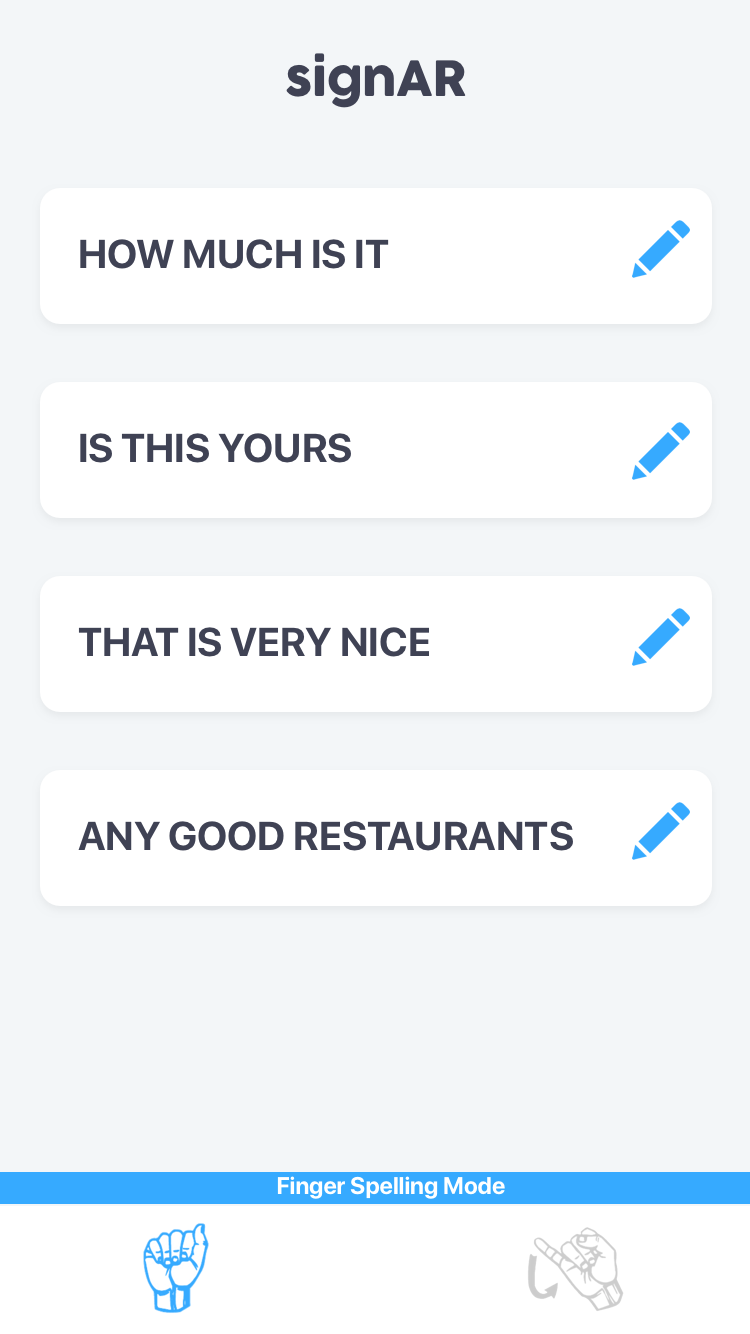 signAR
HOW MUCH IS IT
IS THIS YOURS
THAT IS VERY NICE
ANY GOOD RESTAURANTS
Finger Spelling Mode